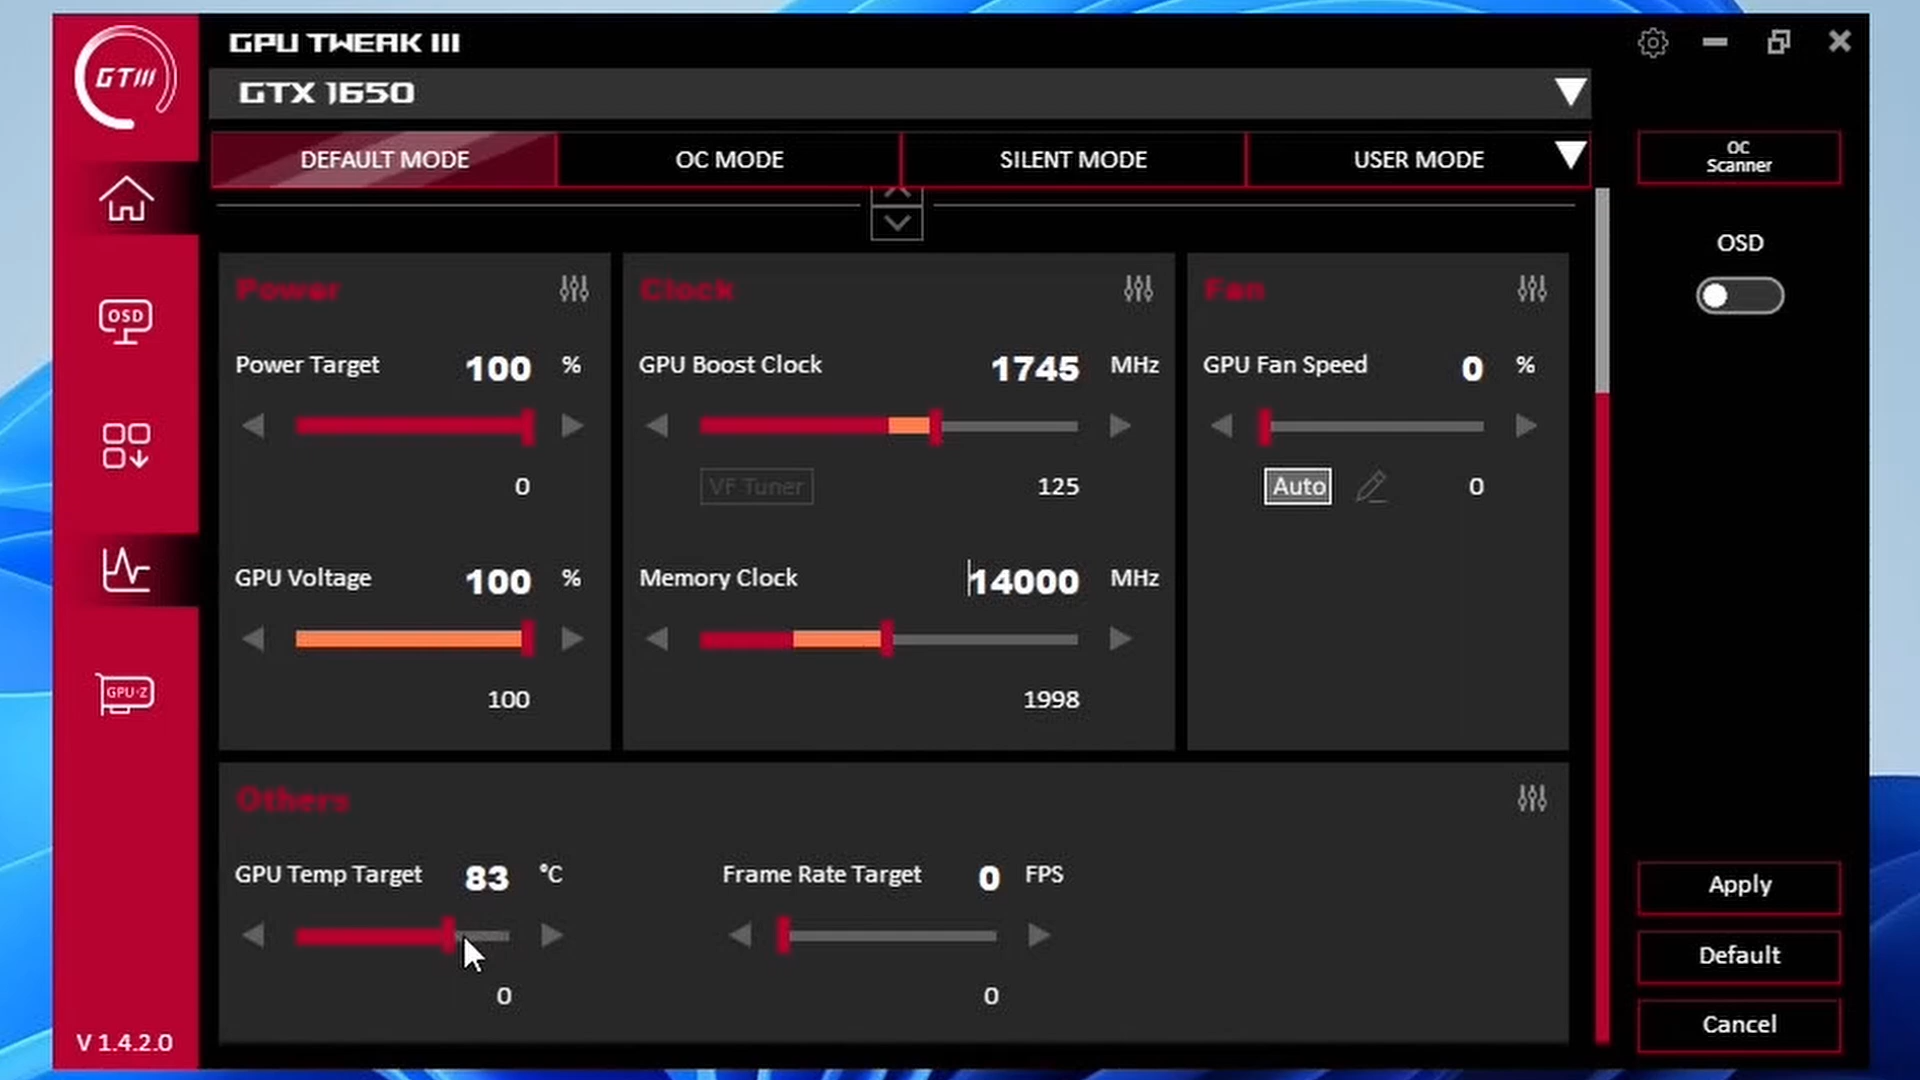 GPU TWEAK III
GTIII
GTX 1650
DEFAULT MODE
OC MODE
SILENT MODE
USER MODE
OC
Scanner
OSD
OSD
GPU-Z
V 1.4.2.0
Power
Power Target 100 %
0
GPU Voltage 100 %
100
Clock
GPU Boost Clock 1745 MHz
VF Tuner 125
Memory Clock 14000 MHz
1998
Fan
GPU Fan Speed 0 %
Auto 0
Others
GPU Temp Target 83 °C
0
Frame Rate Target 0 FPS
0
Apply
Default
Cancel